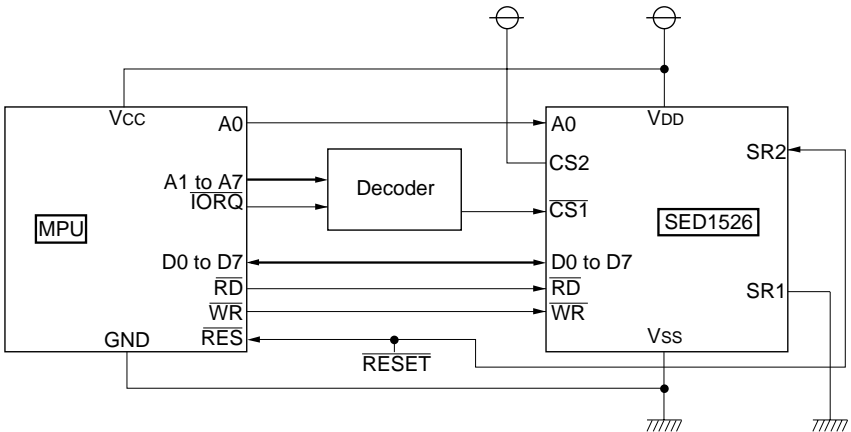 VCC
A0
A1 to A7
IORQ
MPU
D0 to D7
RD
WR
RES
GND
Decoder
RESET
VDD
A0
CS2
CS1
D0 to D7
RD
WR
VSS
SED1526
SR2
SR1